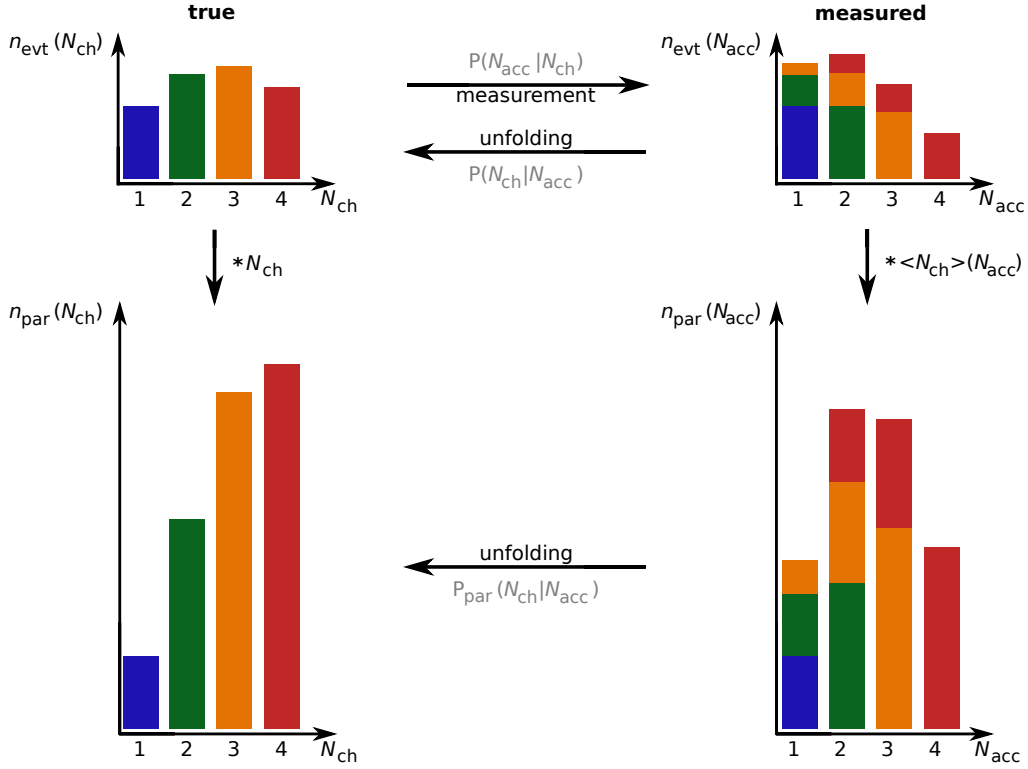 true
measured
n_evt (N_ch)
P(N_acc |N_ch)
n_evt (N_acc)
measurement
unfolding
P(N_ch|N_acc)
1 2 3 4 N_ch
1 2 3 4 N_acc
*N_ch
*<N_ch>(N_acc)
n_par (N_ch)
n_par (N_acc)
unfolding
P_par (N_ch|N_acc)
1 2 3 4 N_ch
1 2 3 4 N_acc